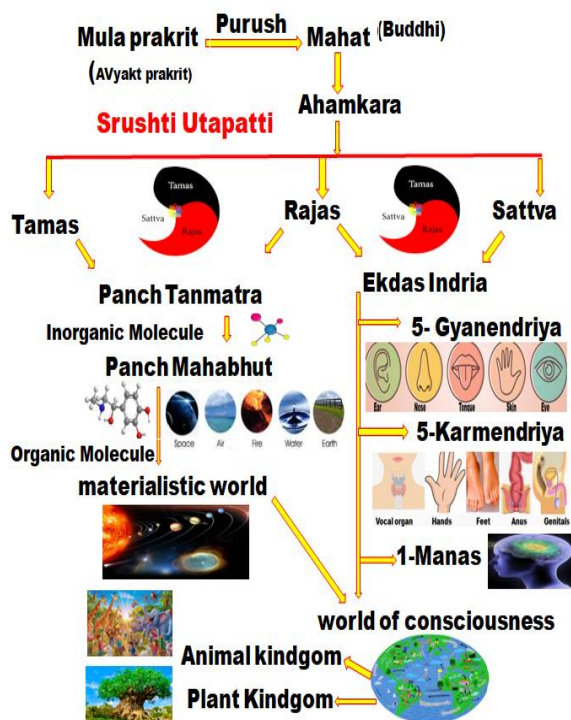 Purush
Mula prakrit
Mahat (Buddhi)
(AVyakt prakrit)
Ahamkara
Srushti Utapatti
Tamas
Sattva
Rajas
Tamas
Sattva
Rajas
Tamas
Rajas
Sattva
Panch Tanmatra
Ekdas Indria
Inorganic Molecule
5- Gyanendriya
Panch Mahabhut
Ear Nose Tongue Skin Eye
Space Air Fire Water Earth
5-Karmendriya
Organic Molecule
materialistic world
Vocal organ Hands Feet Anus Genitals
1-Manas
world of consciousness
Animal kindgom
Plant Kindgom